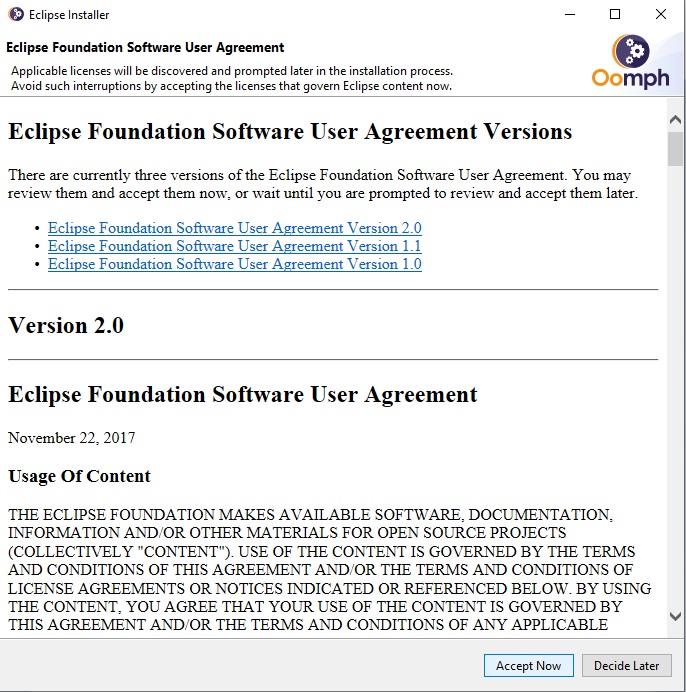 Eclipse Installer
Eclipse Foundation Software User Agreement
Applicable licenses will be discovered and prompted later in the installation process.
Avoid such interruptions by accepting the licenses that govern Eclipse content now.
Oomph
Eclipse Foundation Software User Agreement Versions
There are currently three versions of the Eclipse Foundation Software User Agreement. You may
review them and accept them now, or wait until you are prompted to review and accept them later.
• Eclipse Foundation Software User Agreement Version 2.0
• Eclipse Foundation Software User Agreement Version 1.1
• Eclipse Foundation Software User Agreement Version 1.0
Version 2.0
Eclipse Foundation Software User Agreement
November 22, 2017
Usage Of Content
THE ECLIPSE FOUNDATION MAKES AVAILABLE SOFTWARE, DOCUMENTATION,
INFORMATION AND/OR OTHER MATERIALS FOR OPEN SOURCE PROJECTS
(COLLECTIVELY "CONTENT"). USE OF THE CONTENT IS GOVERNED BY THE TERMS
AND CONDITIONS OF THIS AGREEMENT AND/OR THE TERMS AND CONDITIONS OF
LICENSE AGREEMENTS OR NOTICES INDICATED OR REFERENCED BELOW. BY USING
THE CONTENT, YOU AGREE THAT YOUR USE OF THE CONTENT IS GOVERNED BY
THIS AGREEMENT AND/OR THE TERMS AND CONDITIONS OF ANY APPLICABLE
Accept Now
Decide Later